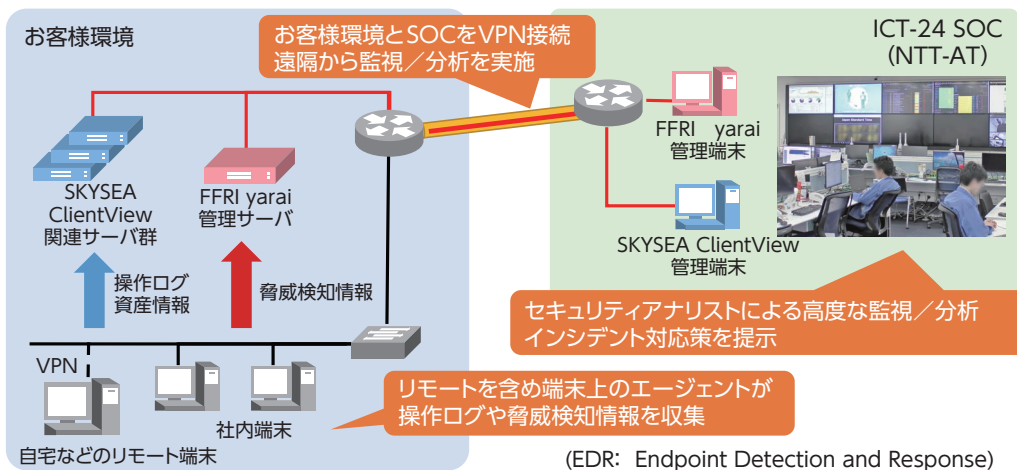 お客様環境
お客様環境とSOCをVPN接続
遠隔から監視／分析を実施
ICT-24 SOC
(NTT-AT)
SKYSEA
ClientView
関連サーバ群
FFRI yarai
管理サーバ
FFRI　yarai
管理端末
SKYSEA ClientView
管理端末
操作ログ
資産情報
脅威検知情報
セキュリティアナリストによる高度な監視／分析
インシデント対応策を提示
VPN
社内端末
自宅などのリモート端末
リモートを含め端末上のエージェントが
操作ログや脅威検知情報を収集
(EDR:  Endpoint Detection and Response)